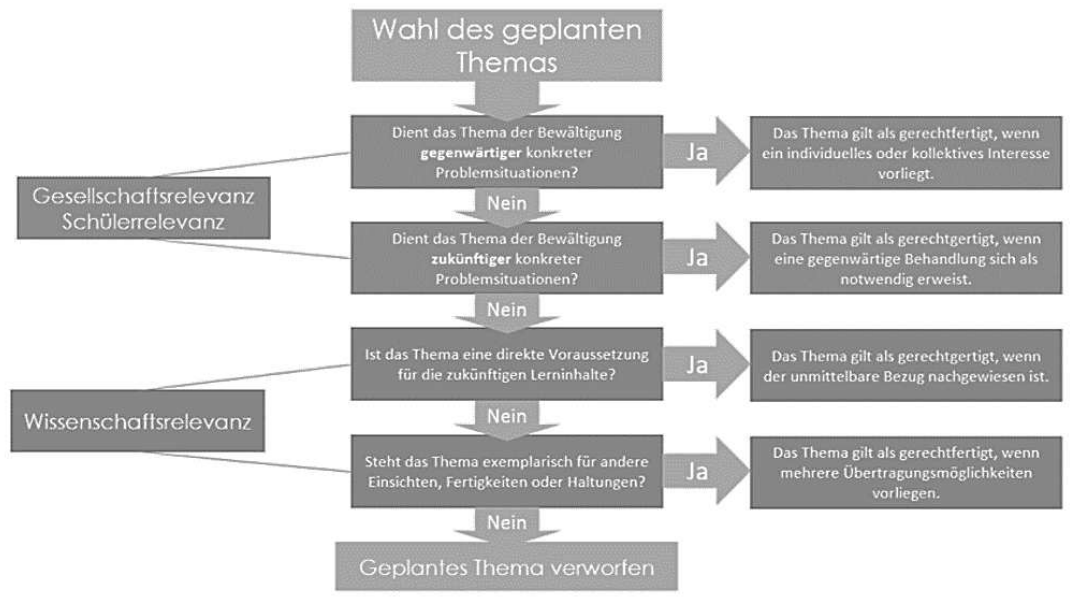 Wahl des geplanten
Themas
Dient das Thema der Bewältigung
gegenwärtiger konkreter
Problemsituationen?
Ja
Das Thema gilt als gerechtfertigt, wenn
ein individuelles oder kollektives Interesse
vorliegt.
Gesellschaftsrelevanz
Schülerrelevanz
Nein
Dient das Thema der Bewältigung
zukünftiger konkreter
Problemsituationen?
Ja
Das Thema gilt als gerechtgertigt, wenn
eine gegenwärtige Behandlung sich als
notwendig erweist.
Nein
Ist das Thema eine direkte Voraussetzung
für die zukünftigen Lerninhalte?
Ja
Das Thema gilt als gerechtgertigt, wenn
der unmittelbare Bezug nachgewiesen ist.
Wissenschaftsrelevanz
Nein
Steht das Thema exemplarisch für andere
Einsichten, Fertigkeiten oder Haltungen?
Ja
Das Thema gilt als gerechtfertigt, wenn
mehrere Übertragungsmöglichkeiten
vorliegen.
Nein
Geplantes Thema verworfen